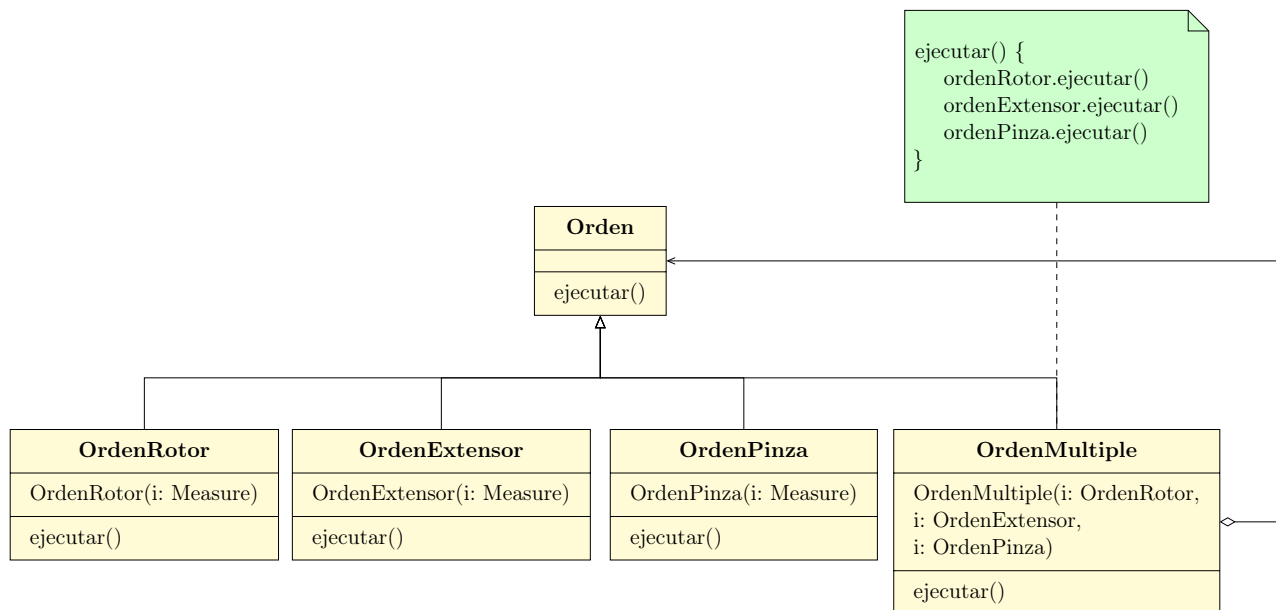 ejecutar() {
ordenRotor.ejecutar()
ordenExtensor.ejecutar()
ordenPinza.ejecutar()
}
Orden
ejecutar()
OrdenRotor
OrdenRotor(i: Measure)
ejecutar()
OrdenExtensor
OrdenExtensor(i: Measure)
ejecutar()
OrdenPinza
OrdenPinza(i: Measure)
ejecutar()
OrdenMultiple
OrdenMultiple(i: OrdenRotor,
i: OrdenExtensor,
i: OrdenPinza)
ejecutar()